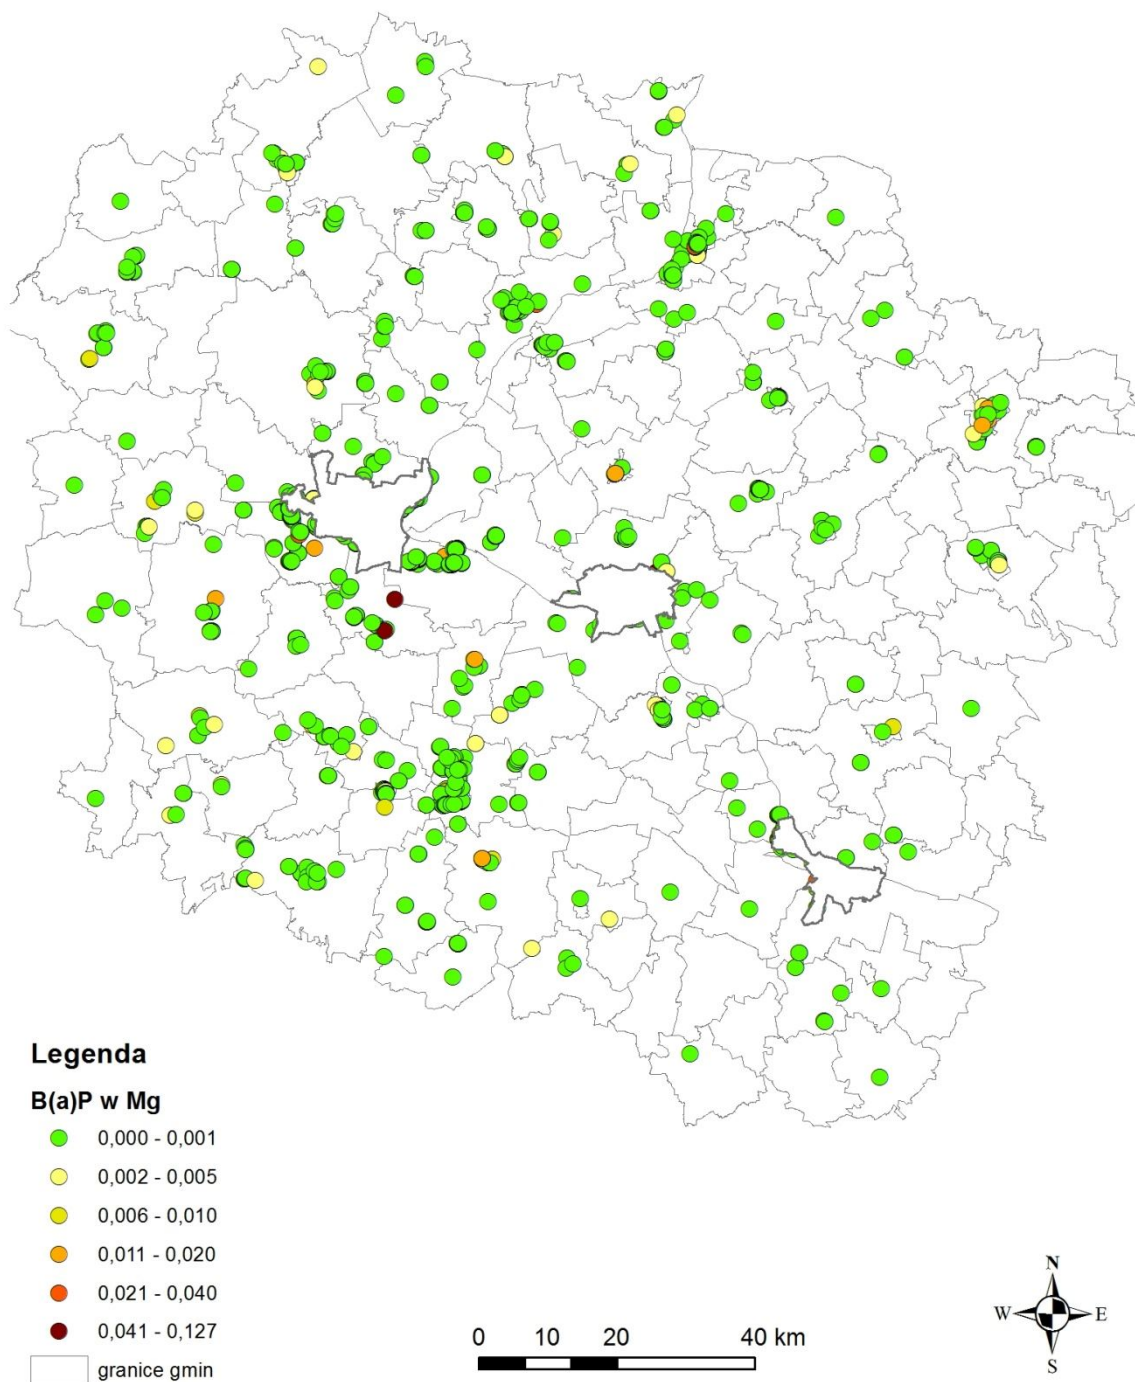 Legenda
B(a)P w Mg
0,000 - 0,001
0,002 - 0,005
0,006 - 0,010
0,011 - 0,020
0,021 - 0,040
0,041 - 0,127
granice gmin
0 10 20 40 km
N
W E
S